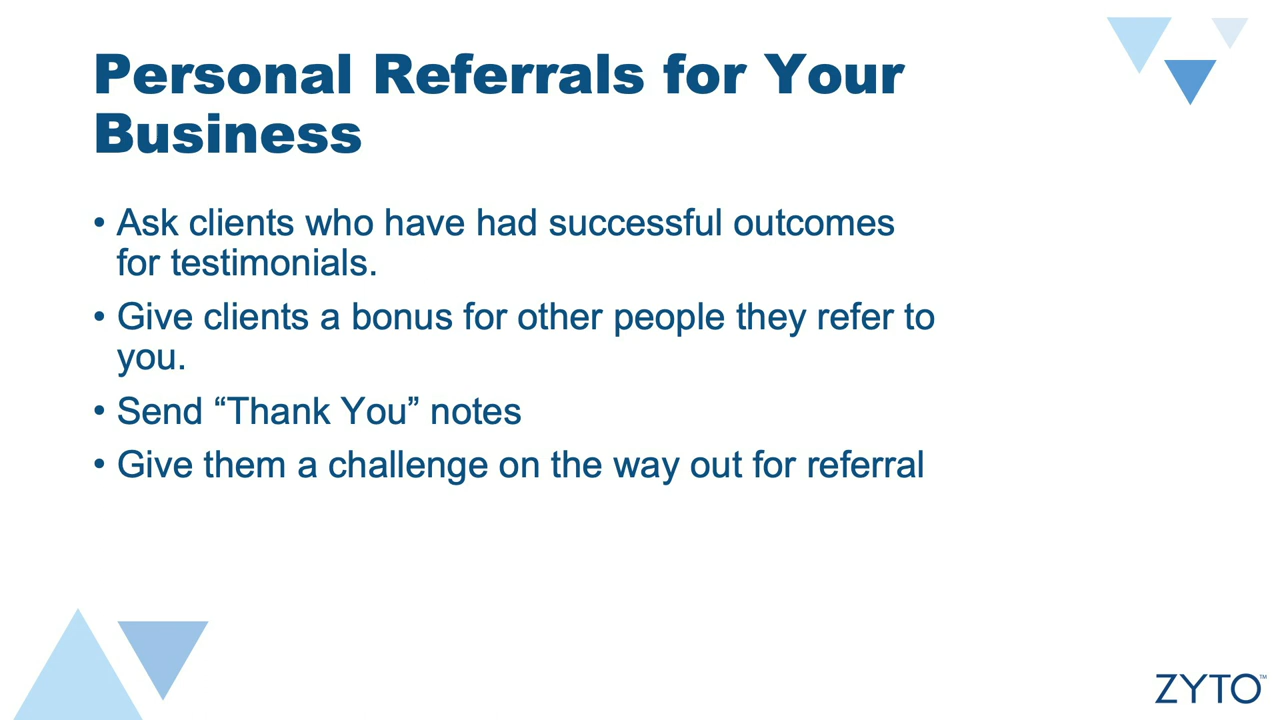 Personal Referrals for Your
Business
• Ask clients who have had successful outcomes
for testimonials.
• Give clients a bonus for other people they refer to
you.
• Send “Thank You” notes
• Give them a challenge on the way out for referral
ZYTO™